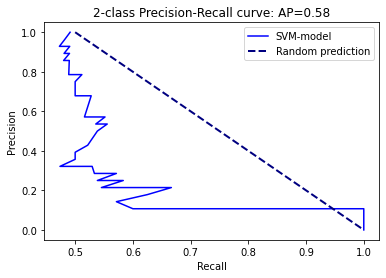 2-class Precision-Recall curve: AP=0.58
SVM-model
Random prediction
Precision
1.0
0.8
0.6
0.4
0.2
0.0
0.5 0.6 0.7 0.8 0.9 1.0
Recall